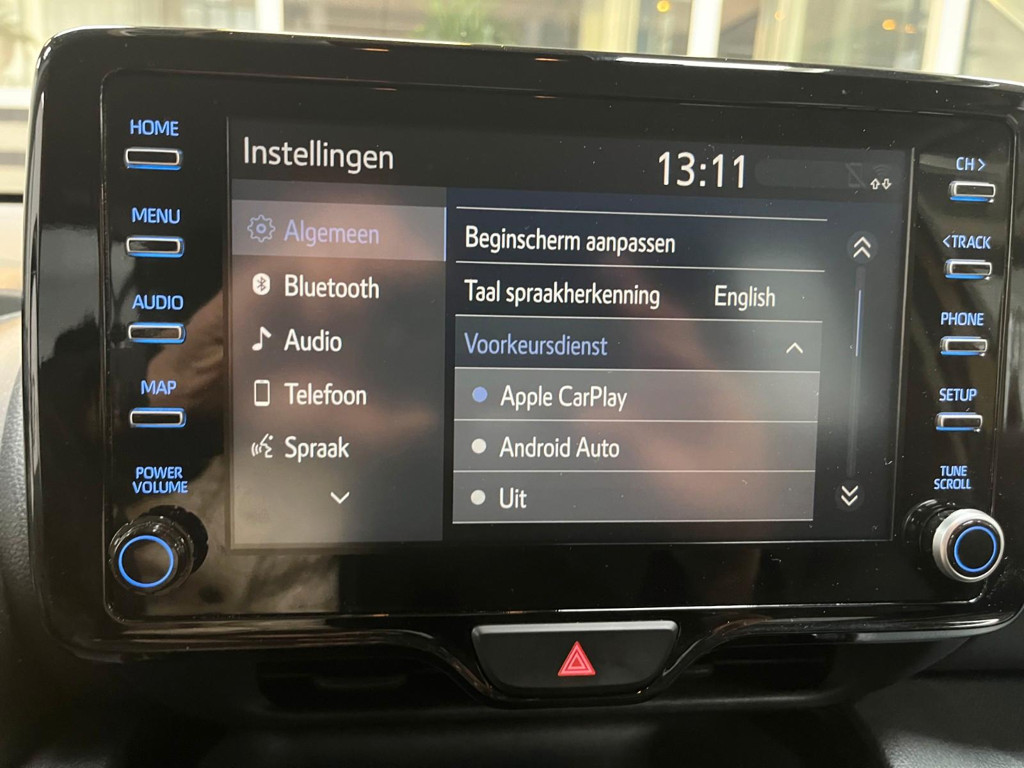 HOME
MENU
AUDIO
MAP
POWER
VOLUME
Instellingen
13:11
Algemeen
Bluetooth
Audio
Telefoon
Spraak
Beginscherm aanpassen
Taal spraakherkenning English
Voorkeursdienst
Apple CarPlay
Android Auto
Uit
CH >
<TRACK
PHONE
SETUP
TUNE
SCROLL